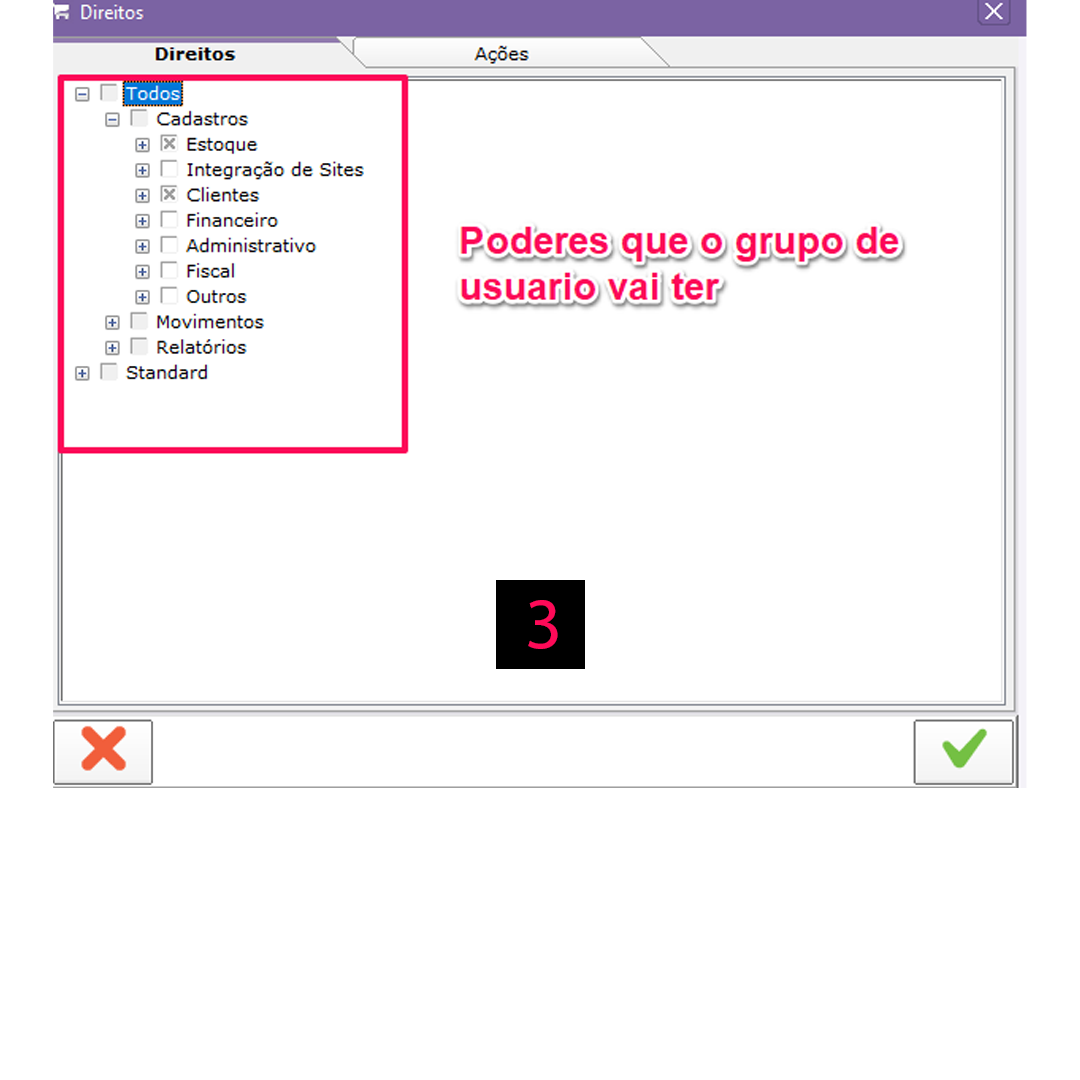 Direitos
Direitos
Ações
Todos
Cadastros
Estoque
Integração de Sites
Clientes
Financeiro
Administrativo
Fiscal
Outros
Movimentos
Relatórios
Standard
Poderes que o grupo de
usuario vai ter
3